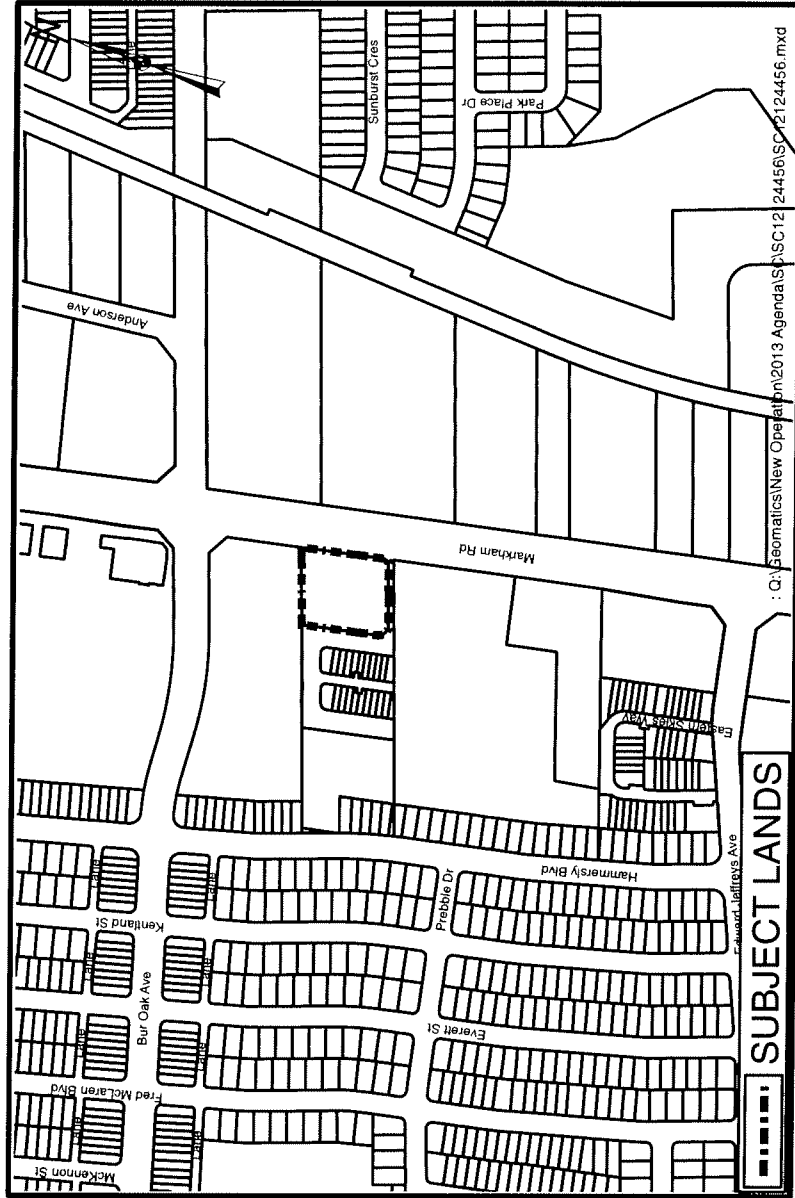 Lane
N
Sunburst Cres
Park Place Dr
Anderson Ave
Markham Rd
Eastern Skies Way
Hammersly Blvd
Edward Jeffreys Ave
Prebble Dr
Lane
Lane
Kentland St
Lane
Lane
Bur Oak Ave
Everett St
Lane
Lane
Fred McLaren Blvd
Lane
Lane
McKennon St
SUBJECT LANDS
: Q:\Geomatics\New Operation\2013 Agenda\SC\SC12124456\SC12124456.mxd